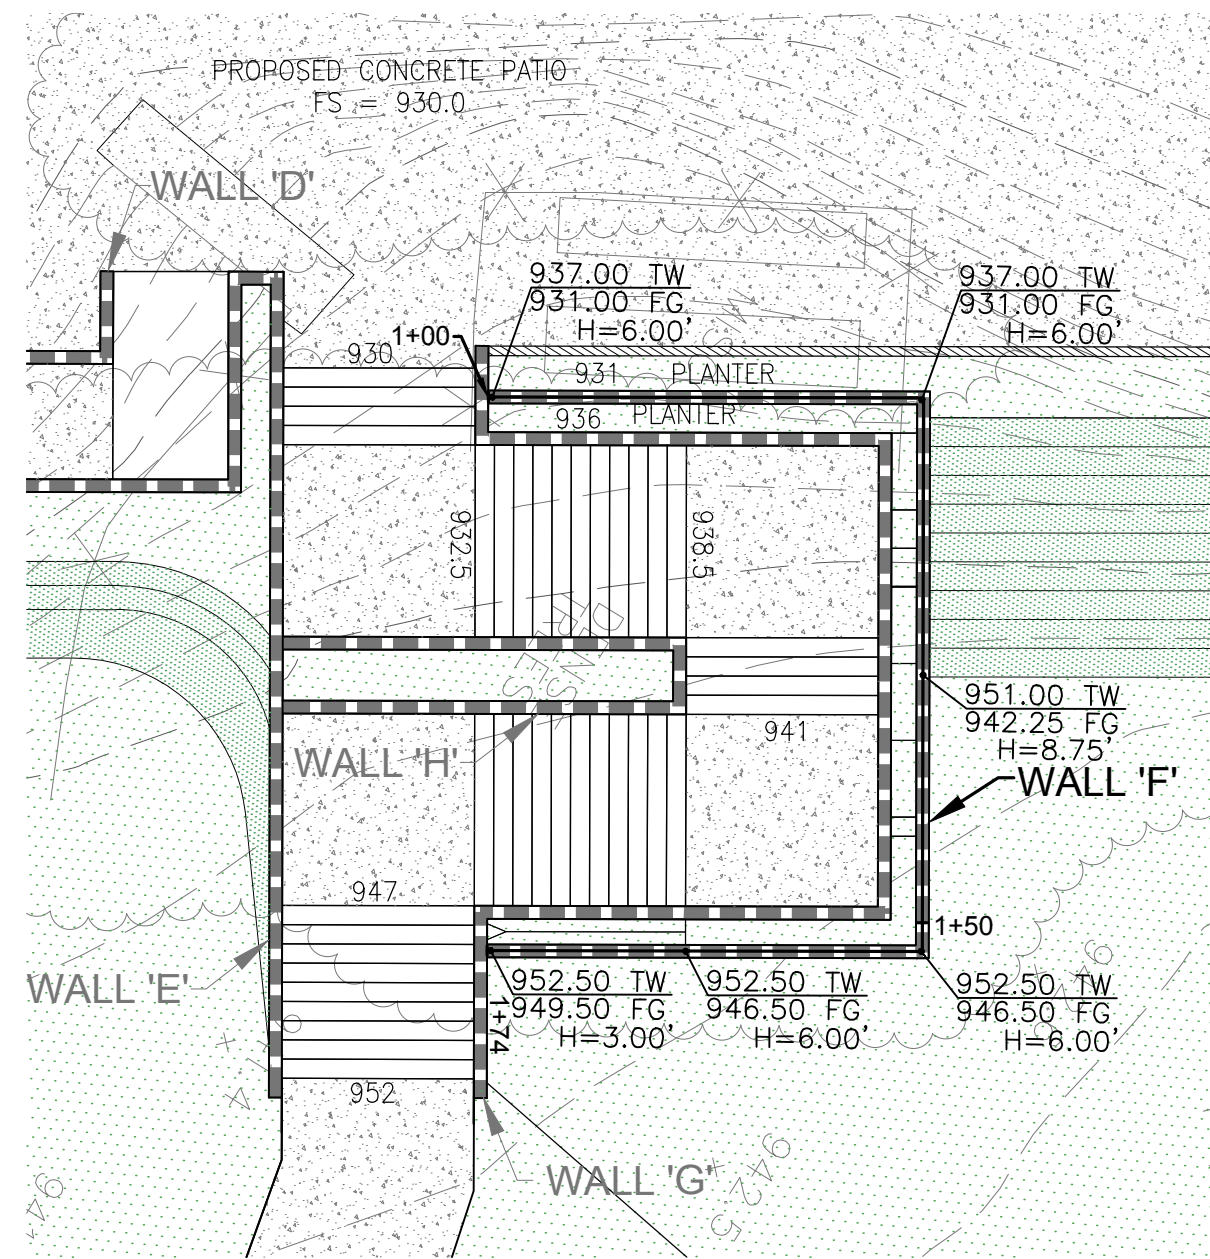 PROPOSED CONCRETE PATIO
FS = 930.0
WALL 'D'
937.00 TW
931.00 FG
H=6.00'
937.00 TW
931.00 FG
H=6.00'
1+00
930
931 PLANTER
936 PLANTER
932.5
938.5
951.00 TW
942.25 FG
H=8.75'
941
WALL 'H'
WALL 'F'
947
1+50
WALL 'E'
952.50 TW
949.50 FG
H=3.00'
952.50 TW
946.50 FG
H=6.00'
952.50 TW
946.50 FG
H=6.00'
1+74
952
WALL 'G'
942.5